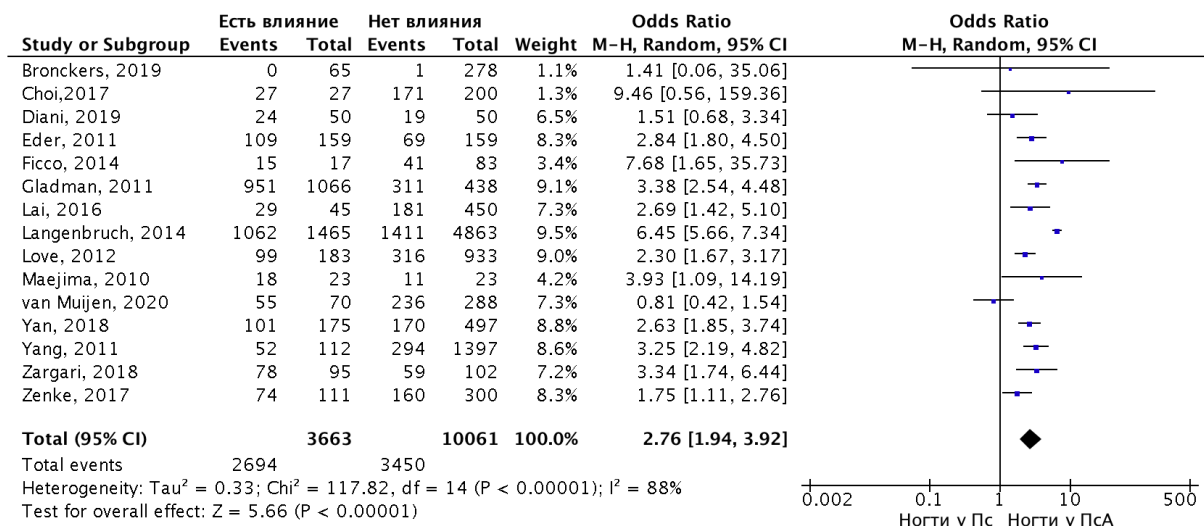 Есть влияние Нет влияния Odds Ratio Odds Ratio
Study or Subgroup Events Total Events Total Weight M-H, Random, 95% CI M-H, Random, 95% CI
Bronckers, 2019 0 65 1 278 1.1% 1.41 [0.06, 35.06]
Choi,2017 27 27 171 200 1.3% 9.46 [0.56, 159.36]
Diani, 2019 24 50 19 50 6.5% 1.51 [0.68, 3.34]
Eder, 2011 109 159 69 159 8.3% 2.84 [1.80, 4.50]
Ficco, 2014 15 17 41 83 3.4% 7.68 [1.65, 35.73]
Gladman, 2011 951 1066 311 438 9.1% 3.38 [2.54, 4.48]
Lai, 2016 29 45 181 450 7.3% 2.69 [1.42, 5.10]
Langenbruch, 2014 1062 1465 1411 4863 9.5% 6.45 [5.66, 7.34]
Love, 2012 99 183 316 933 9.0% 2.30 [1.67, 3.17]
Maejima, 2010 18 23 11 23 4.2% 3.93 [1.09, 14.19]
van Muijen, 2020 55 70 236 288 7.3% 0.81 [0.42, 1.54]
Yan, 2018 101 175 170 497 8.8% 2.63 [1.85, 3.74]
Yang, 2011 52 112 294 1397 8.6% 3.25 [2.19, 4.82]
Zargari, 2018 78 95 59 102 7.2% 3.34 [1.74, 6.44]
Zenke, 2017 74 111 160 300 8.3% 1.75 [1.11, 2.76]
Total (95% CI) 3663 10061 100.0% 2.76 [1.94, 3.92]
Total events 2694 3450
Heterogeneity: Tau² = 0.33; Chi² = 117.82, df = 14 (P < 0.00001); I² = 88%
Test for overall effect: Z = 5.66 (P < 0.00001)
0.002 0.1 1 10 500
Ногти у Пс Ногти у ПсА